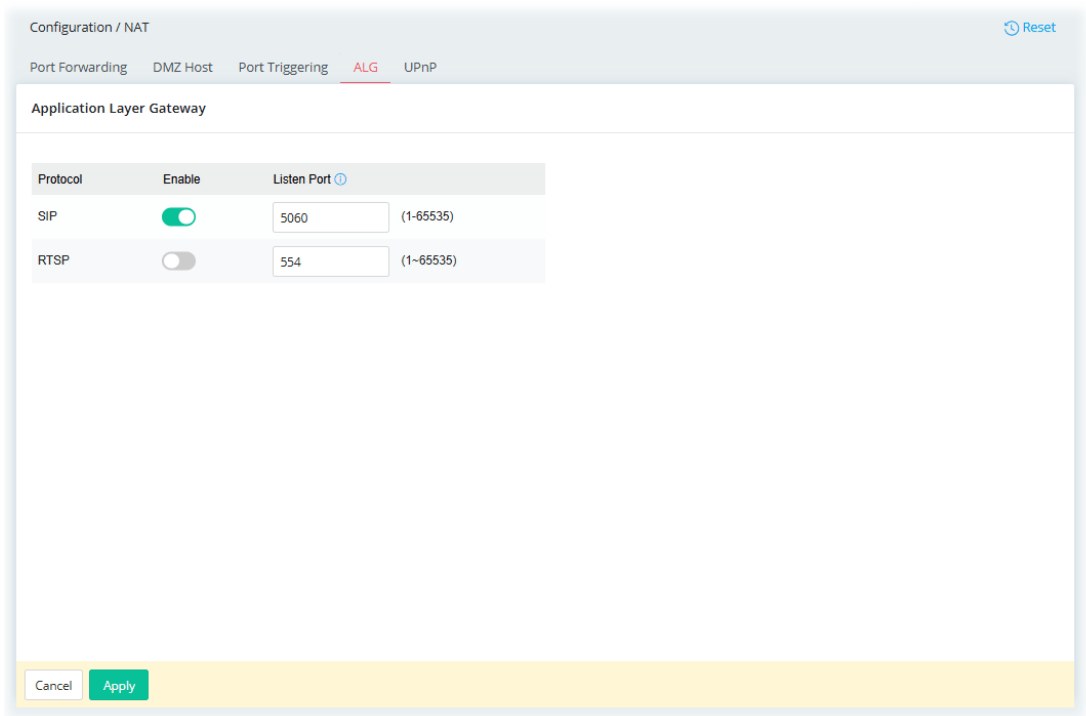 Configuration / NAT
Reset
Port Forwarding DMZ Host Port Triggering ALG UPnP
Application Layer Gateway
Protocol Enable Listen Port
SIP 5060 (1-65535)
RTSP 554 (1~65535)
Cancel Apply